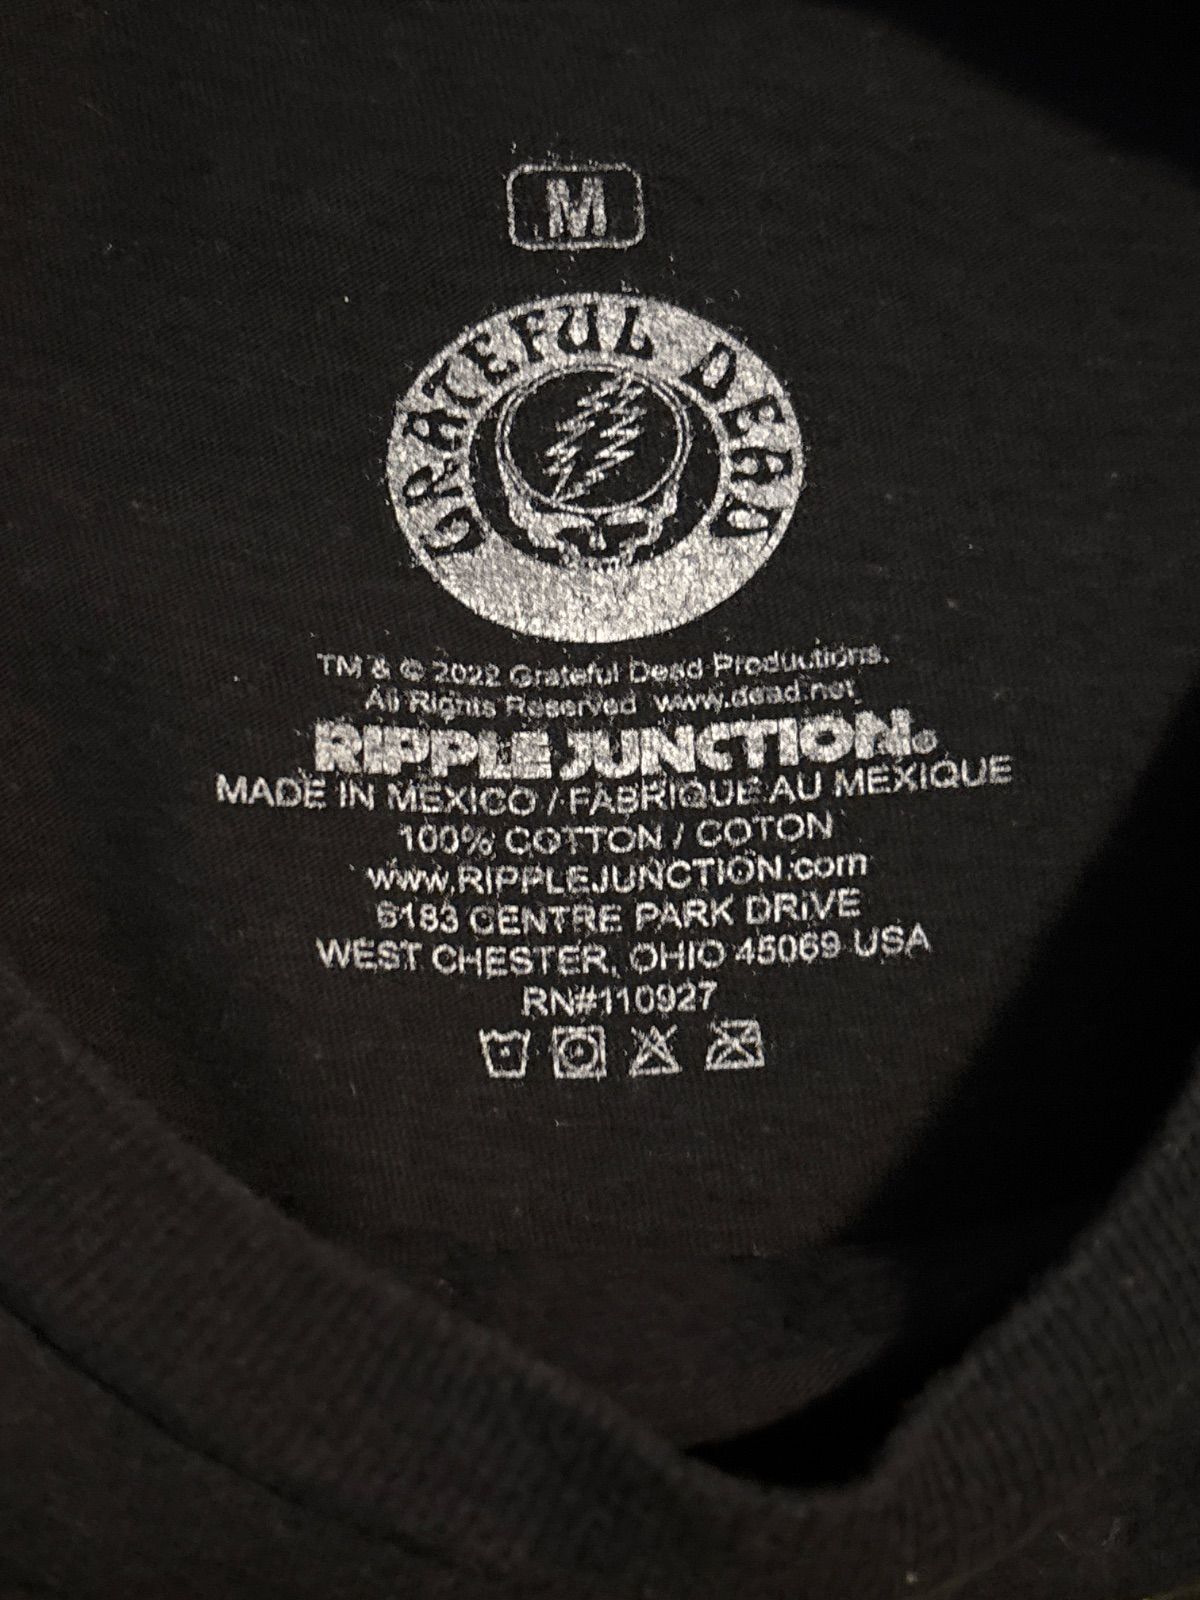 M
GRATEFUL DEAD
TM & © 2022 Grateful Dead Productions.
All Rights Reserved www.dead.net
RIPPLE JUNCTION®
MADE IN MEXICO / FABRIQUE AU MEXIQUE
100% COTTON / COTON
www.RIPPLEJUNCTION.com
6183 CENTRE PARK DRIVE
WEST CHESTER, OHIO 45069 USA
RN#110927